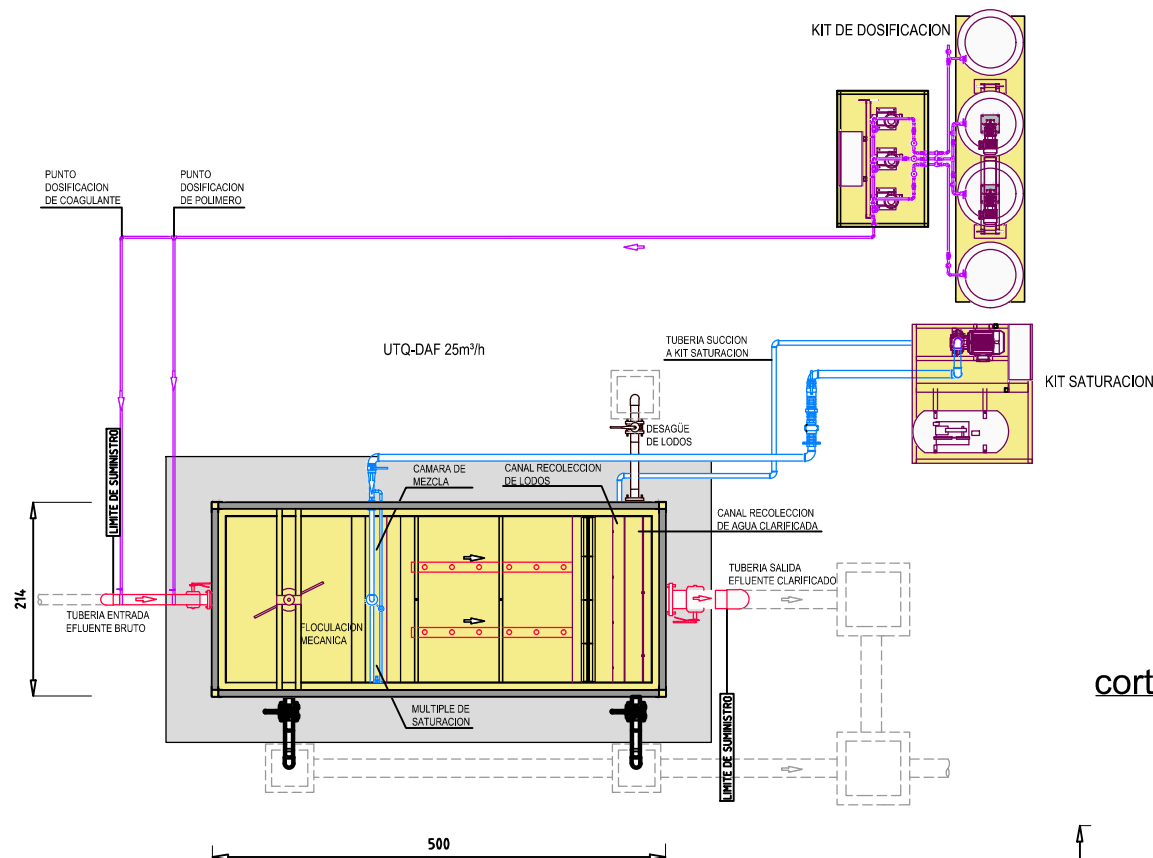 KIT DE DOSIFICACION
PUNTO
DOSIFICACION
DE COAGULANTE
PUNTO
DOSIFICACION
DE POLIMERO
UTQ-DAF 25m³/h
TUBERIA SUCCION
A KIT SATURACION
KIT SATURACION
DESAGÜE
DE LODOS
LIMITE DE SUMINISTRO
CAMARA DE
MEZCLA
CANAL RECOLECCION
DE LODOS
CANAL RECOLECCION
DE AGUA CLARIFICADA
TUBERIA SALIDA
EFLUENTE CLARIFICADO
214
TUBERIA ENTRADA
EFLUENTE BRUTO
FLOCULACIÓN
MECANICA
MULTIPLE DE
SATURACION
LIMITE DE SUMINISTRO
cort
500